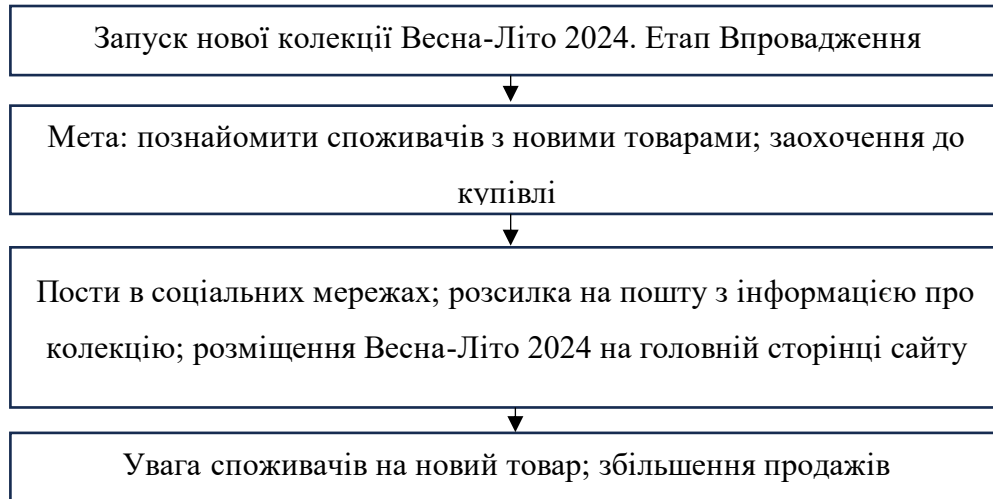 Запуск нової колекції Весна-Літо 2024. Етап Впровадження
Мета: познайомити споживачів з новими товарами; заохочення до
купівлі
Пости в соціальних мережах; розсилка на пошту з інформацією про
колекцію; розміщення Весна-Літо 2024 на головній сторінці сайту
Увага споживачів на новий товар; збільшення продажів